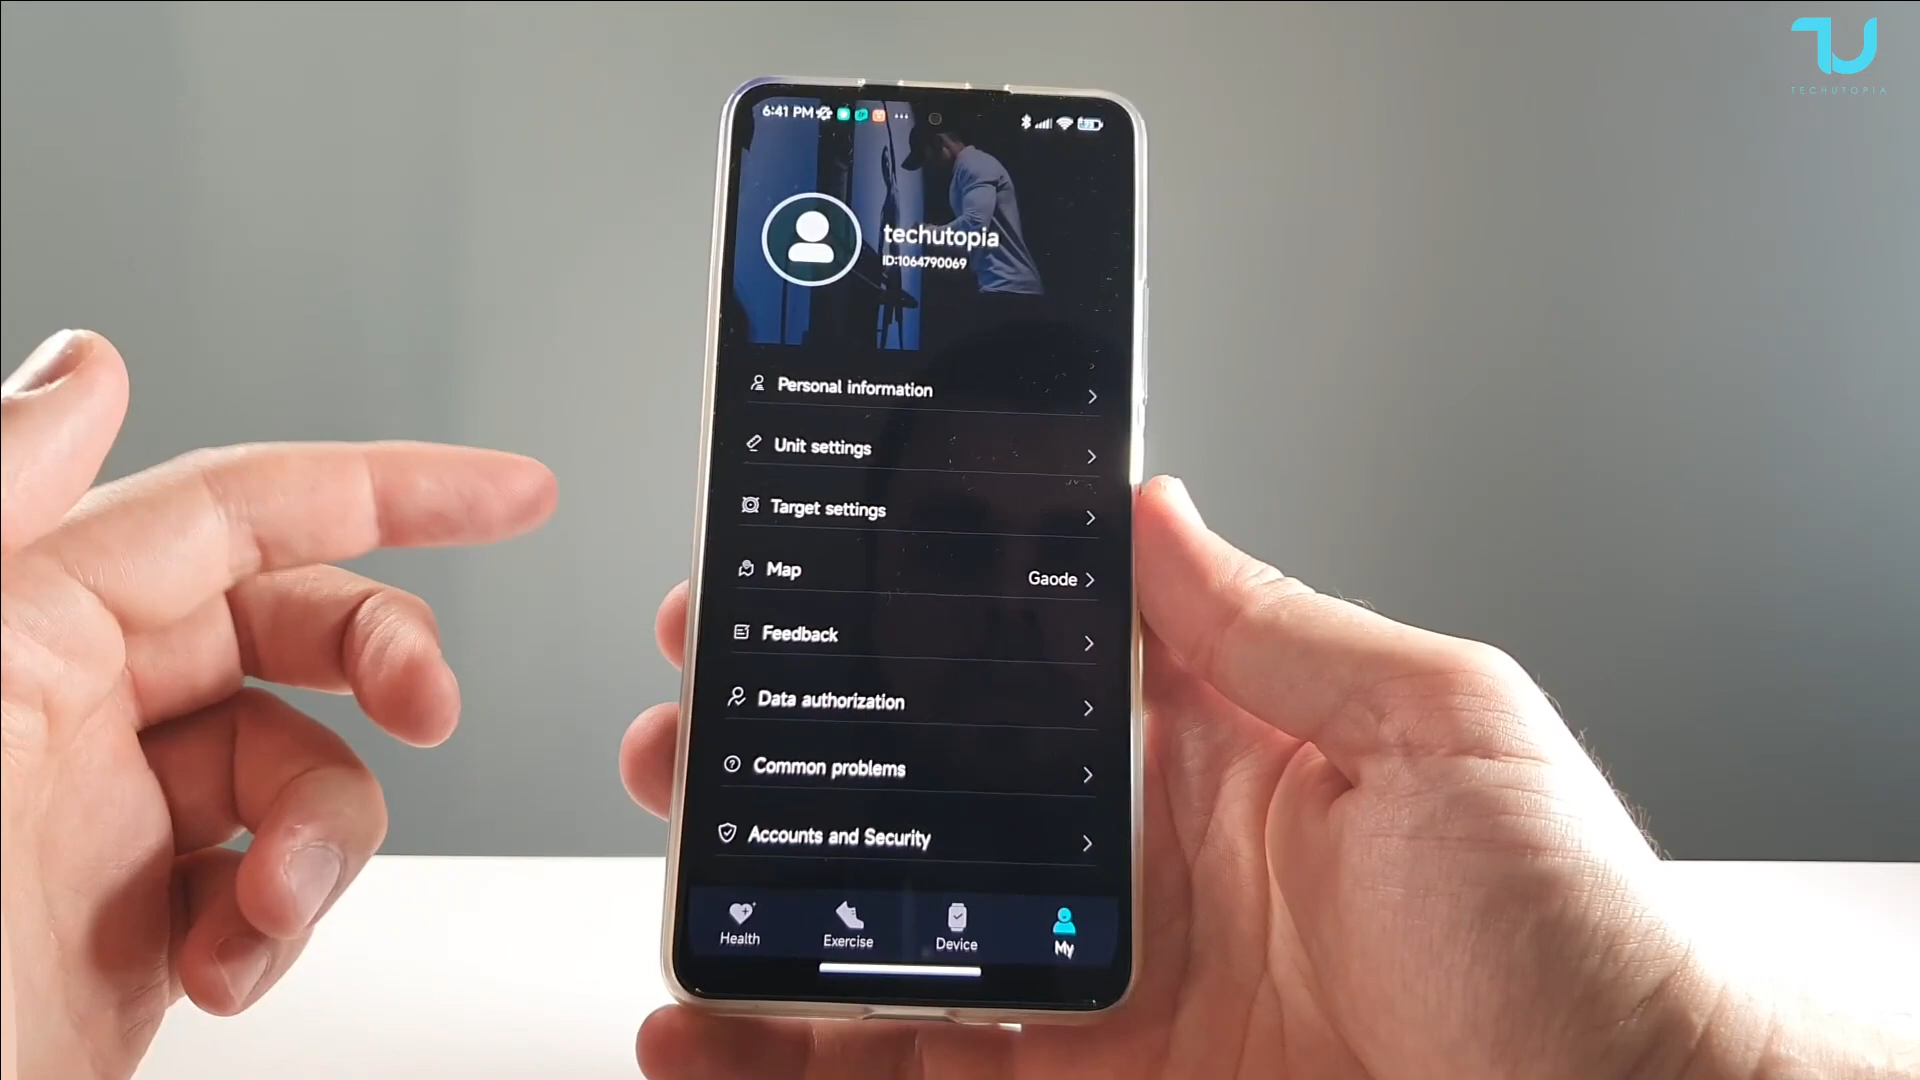 TECHUTOPIA
6:41 PM
techutopia
ID:1064790069
Personal information
Unit settings
Target settings
Map
Gaode
Feedback
Data authorization
Common problems
Accounts and Security
Health
Exercise
Device
My